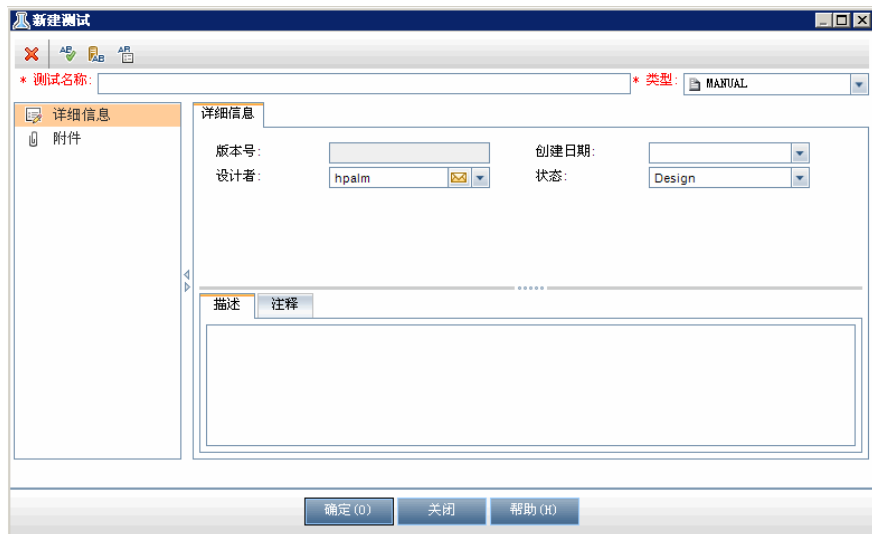 新建测试
* 测试名称: * 类型: MANUAL
详细信息
附件
详细信息
版本号: 创建日期:
设计者: hpalm 状态: Design
描述 注释
确定(O) 关闭 帮助(H)